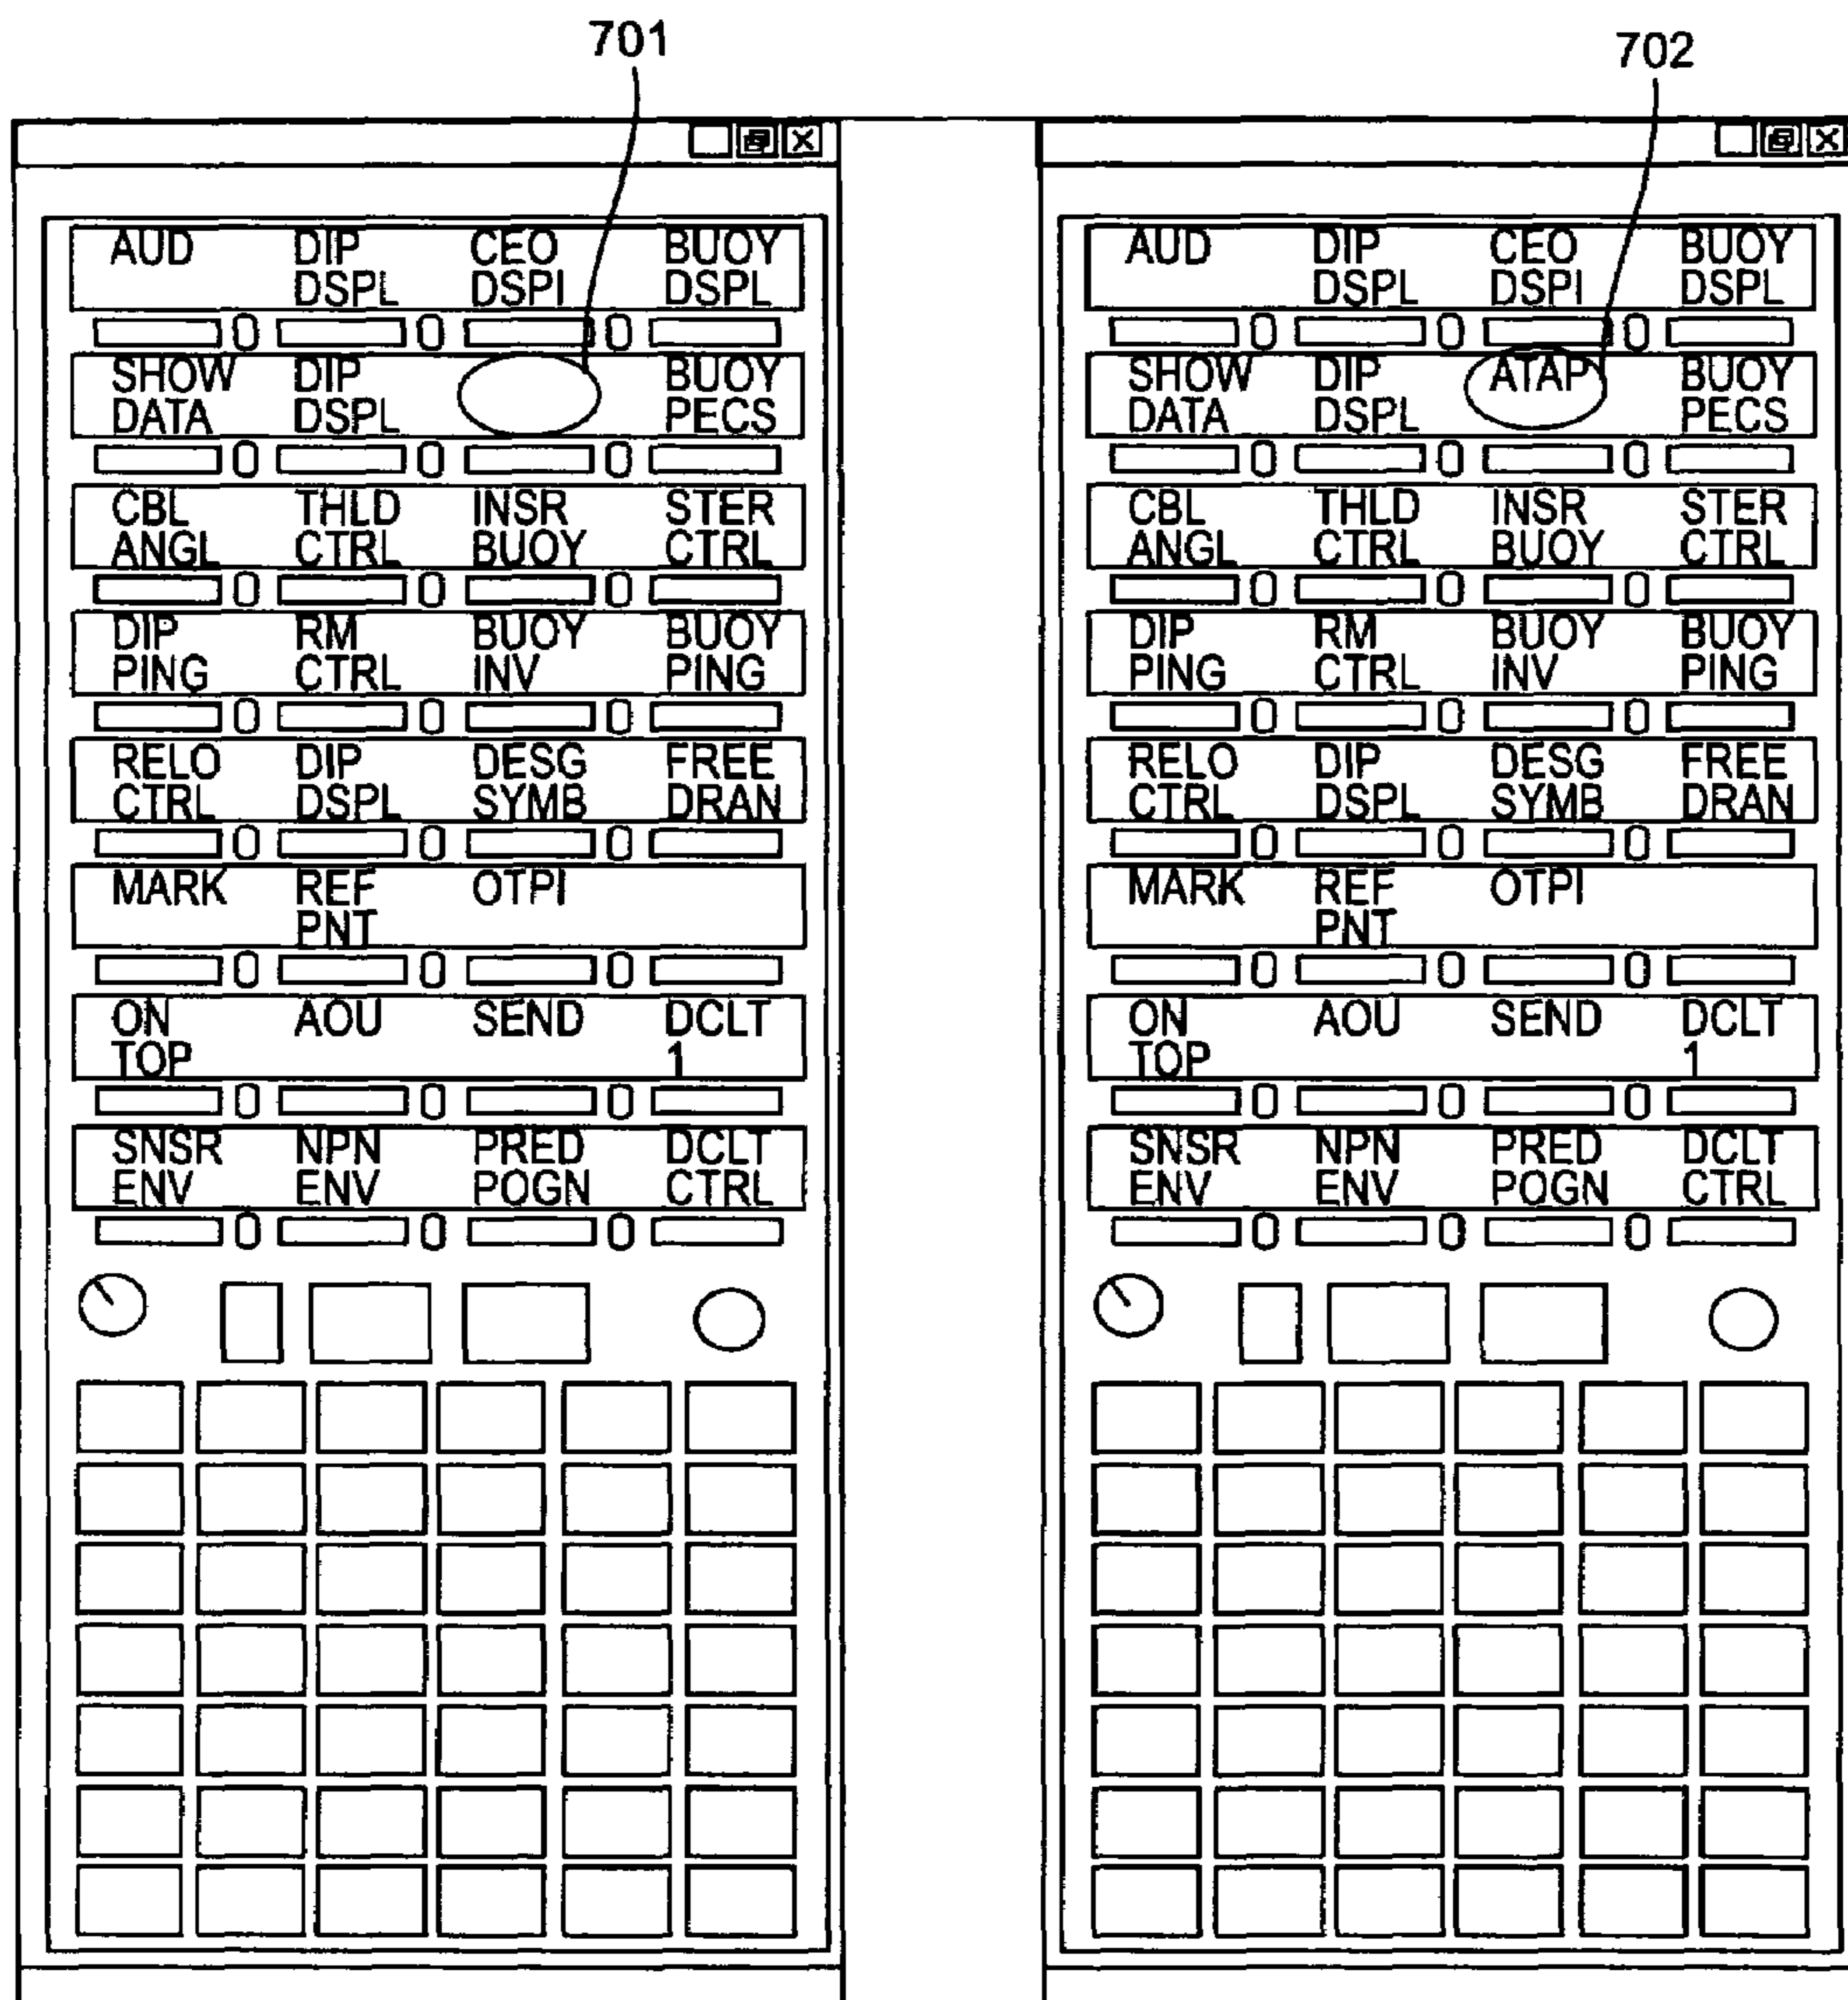 701
702
AUD DIP CEO BUOY
DSPL DSPI DSPL
SHOW DIP BUOY
DATA DSPL PECS
CBL THLD INSR STER
ANGL CTRL BUOY CTRL
DIP RM BUOY BUOY
PING CTRL INV PING
RELO DIP DESG FREE
CTRL DSPL SYMB DRAN
MARK REF OTPI
PNT
ON AOU SEND DCLT
TOP 1
SNSR NPN PRED DCLT
ENV ENV POGN CTRL
AUD DIP CEO BUOY
DSPL DSPI DSPL
SHOW DIP ATAP BUOY
DATA DSPL PECS
CBL THLD INSR STER
ANGL CTRL BUOY CTRL
DIP RM BUOY BUOY
PING CTRL INV PING
RELO DIP DESG FREE
CTRL DSPL SYMB DRAN
MARK REF OTPI
PNT
ON AOU SEND DCLT
TOP 1
SNSR NPN PRED DCLT
ENV ENV POGN CTRL